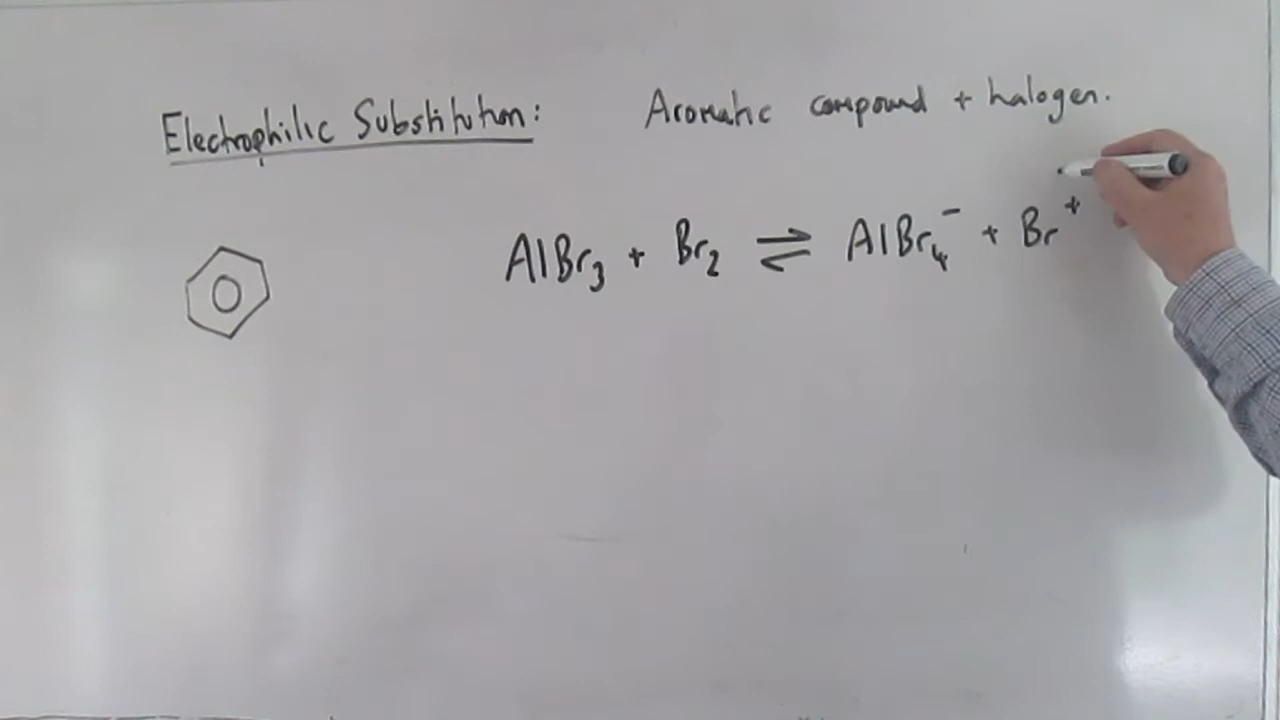 Electrophilic Substitution: Aromatic compound + halogen.
AlBr₃ + Br₂ ⇌ AlBr₄⁻ + Br⁺